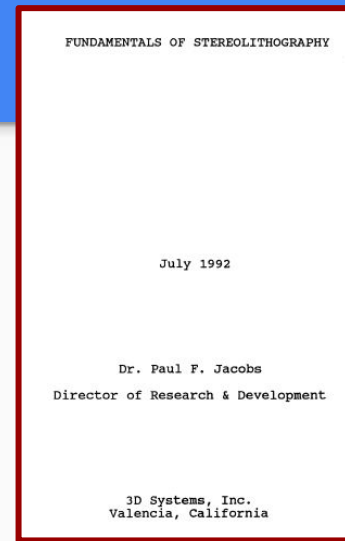 FUNDAMENTALS OF STEREOLITHOGRAPHY
July 1992
Dr. Paul F. Jacobs
Director of Research & Development
3D Systems, Inc.
Valencia, California